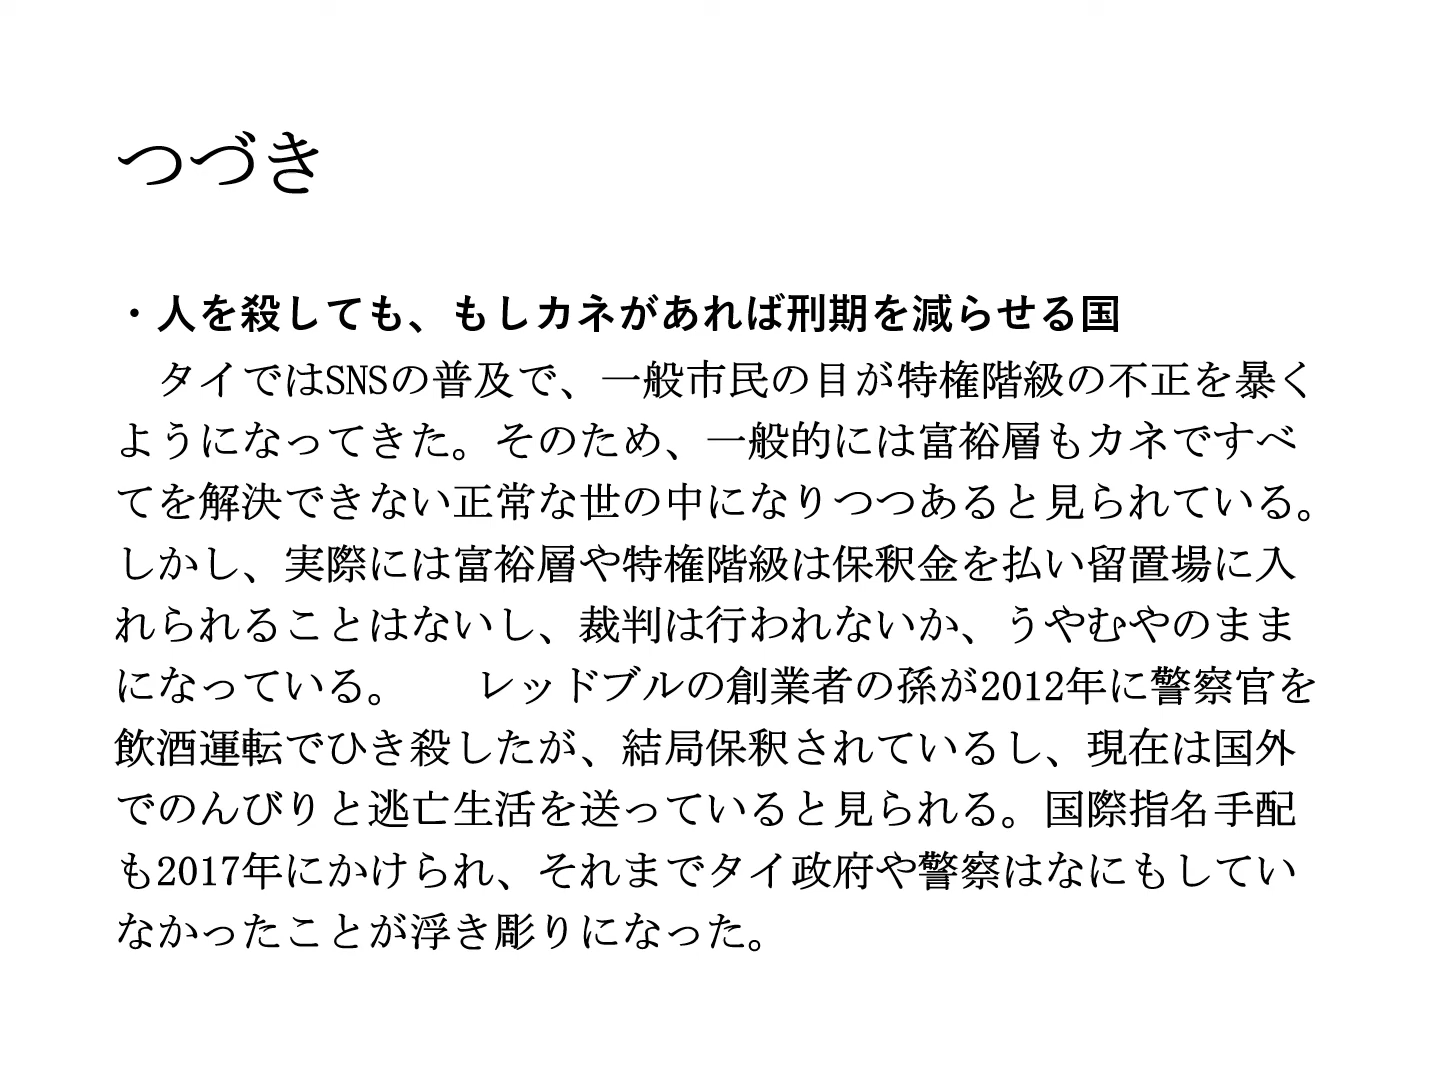 つづき
・人を殺しても、もしカネがあれば刑期を減らせる国
　タイではSNSの普及で、一般市民の目が特権階級の不正を暴く
ようになってきた。そのため、一般的には富裕層もカネですべ
てを解決できない正常な世の中になりつつあると見られている。
しかし、実際には富裕層や特権階級は保釈金を払い留置場に入
れられることはないし、裁判は行われないか、うやむやのまま
になっている。　　レッドブルの創業者の孫が2012年に警察官を
飲酒運転でひき殺したが、結局保釈されているし、現在は国外
でのんびりと逃亡生活を送っていると見られる。国際指名手配
も2017年にかけられ、それまでタイ政府や警察はなにもしてい
なかったことが浮き彫りになった。